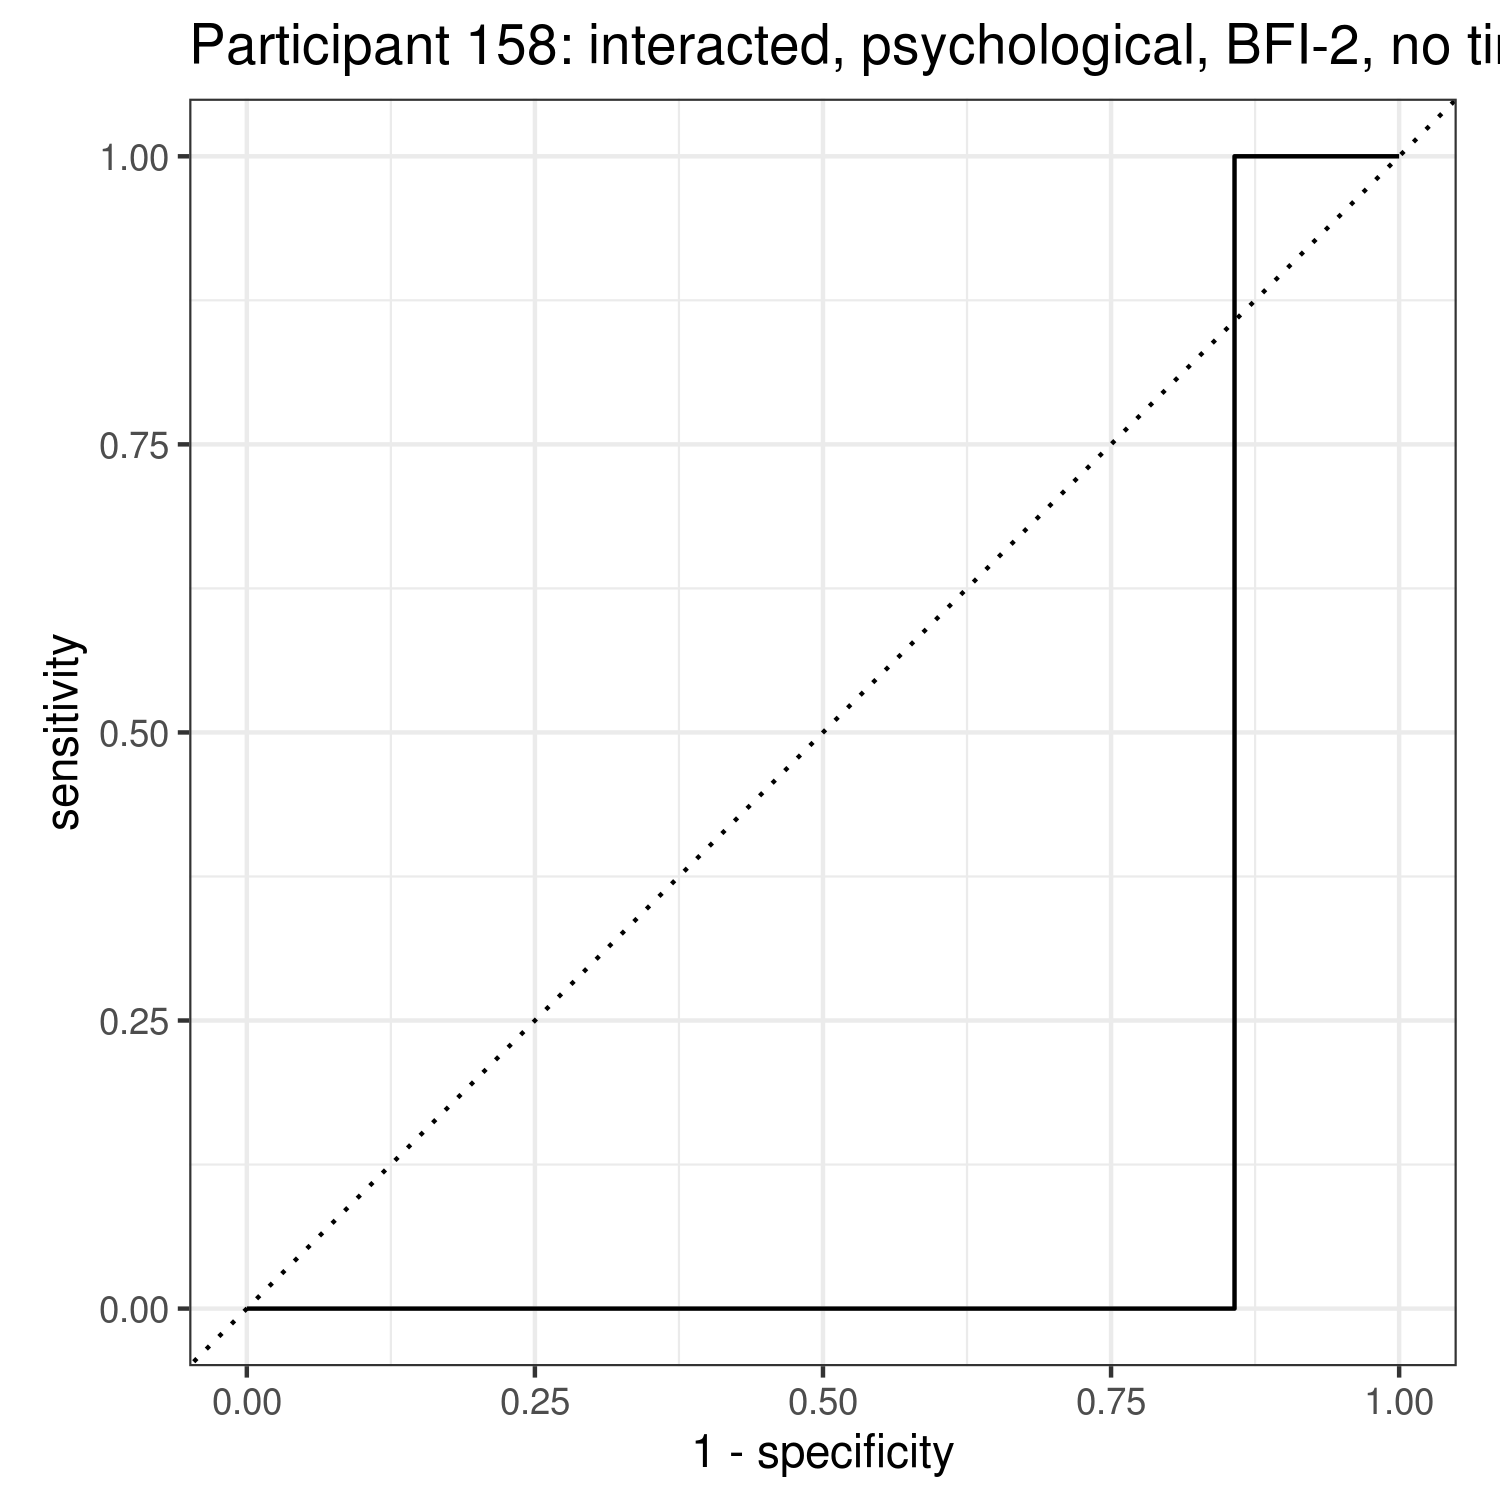 Participant 158: interacted, psychological, BFI-2, no
1.00
0.75
0.50
0.25
0.00
sensitivity
0.00 0.25 0.50 0.75 1.00
1 - specificity